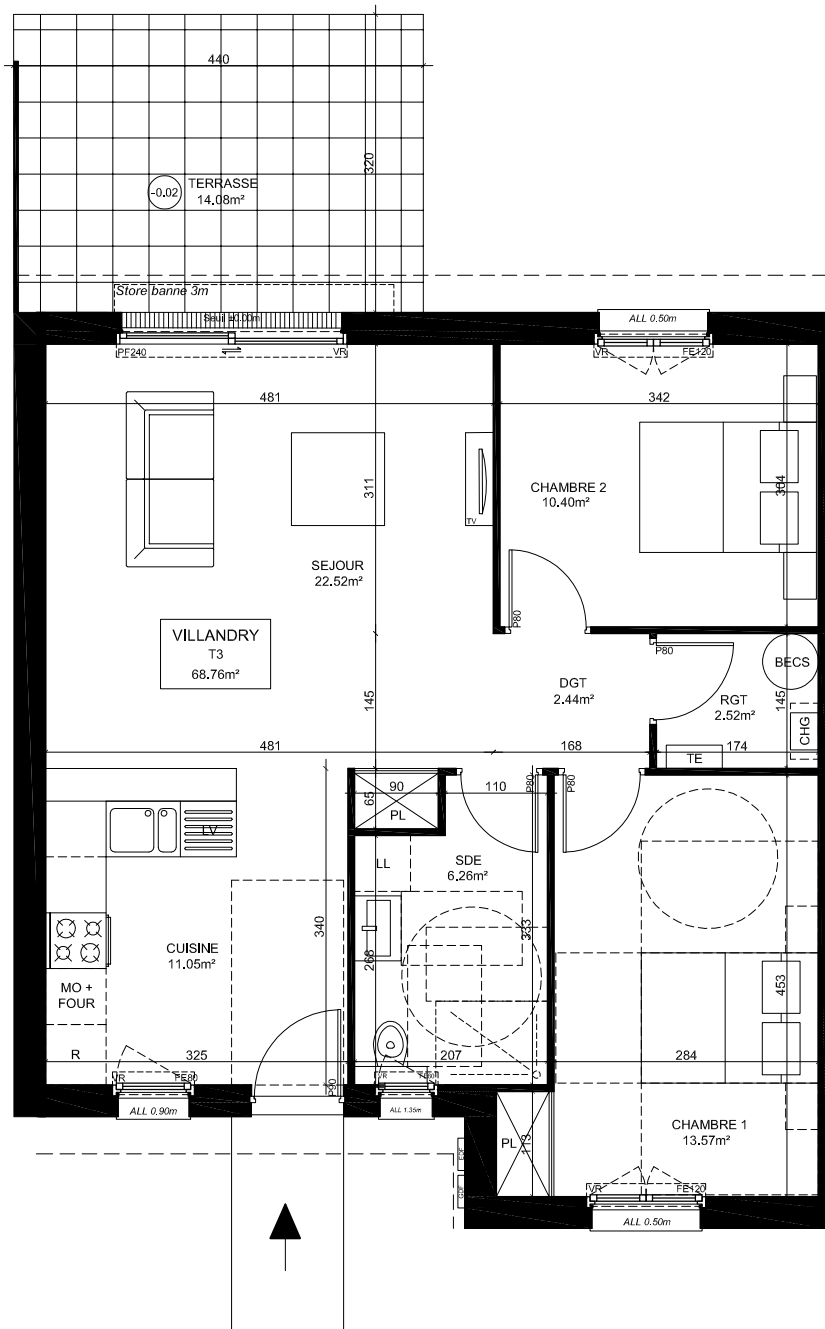 440
320
-0.02
TERRASSE
14.08m²
Store banne 3m
Seuil ±0.00m
PF240
VR
ALL 0.50m
VR
FE120
481
342
311
304
CHAMBRE 2
10.40m²
TV
SEJOUR
22.52m²
VILLANDRY
T3
68.76m²
P80
P80
BECS
DGT
2.44m²
RGT
2.52m²
CHG
145
145
TE
481
168
174
65
90
PL
110
P80
P80
LV
LL
SDE
6.26m²
340
333
268
CUISINE
11.05m²
MO +
FOUR
R
453
325
207
284
VR
FE80
P90
VR
ALL 0.90m
ALL 1.35m
PL
113
CHAMBRE 1
13.57m²
VR
FE120
ALL 0.50m